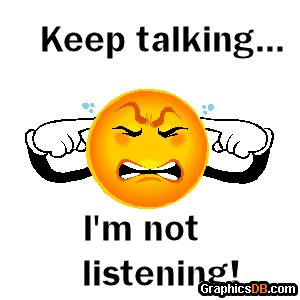 Keep talking...
I'm not
listening!
GraphicsDB.com